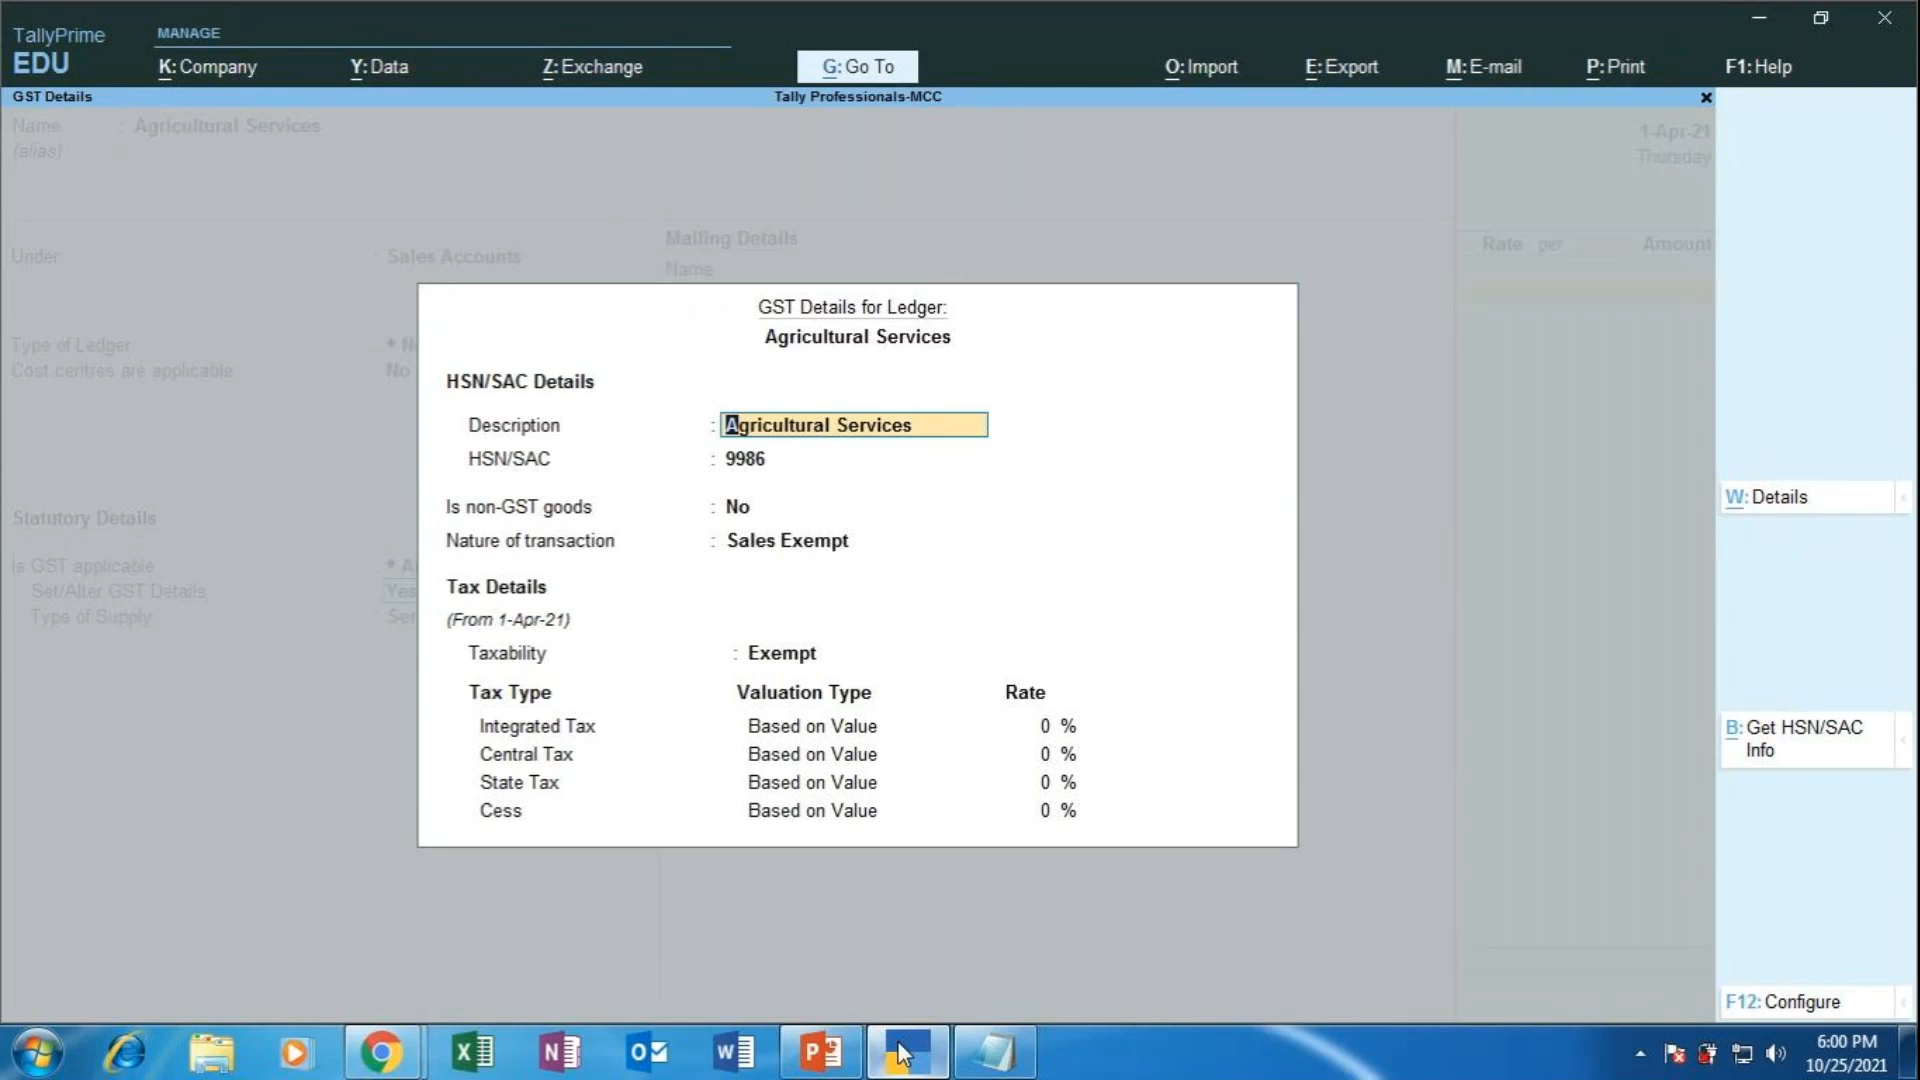 TallyPrime
EDU
MANAGE
K: Company
Y: Data
Z: Exchange
G: Go To
O: Import
E: Export
M: E-mail
P: Print
F1: Help
GST Details
Tally Professionals-MCC
Name : Agricultural Services
(alias) :
1-Apr-21
Thursday
Under : Sales Accounts
Mailing Details
Name
Rate per Amount
Type of Ledger
Cost centres are applicable : No
Statutory Details
Is GST applicable
Set/Alter GST Details : Yes
Type of Supply
GST Details for Ledger:
Agricultural Services
HSN/SAC Details
Description : Agricultural Services
HSN/SAC : 9986
Is non-GST goods : No
Nature of transaction : Sales Exempt
Tax Details
(From 1-Apr-21)
Taxability : Exempt
Tax Type Valuation Type Rate
Integrated Tax Based on Value 0 %
Central Tax Based on Value 0 %
State Tax Based on Value 0 %
Cess Based on Value 0 %
W: Details
B: Get HSN/SAC
Info
F12: Configure
6:00 PM
10/25/2021